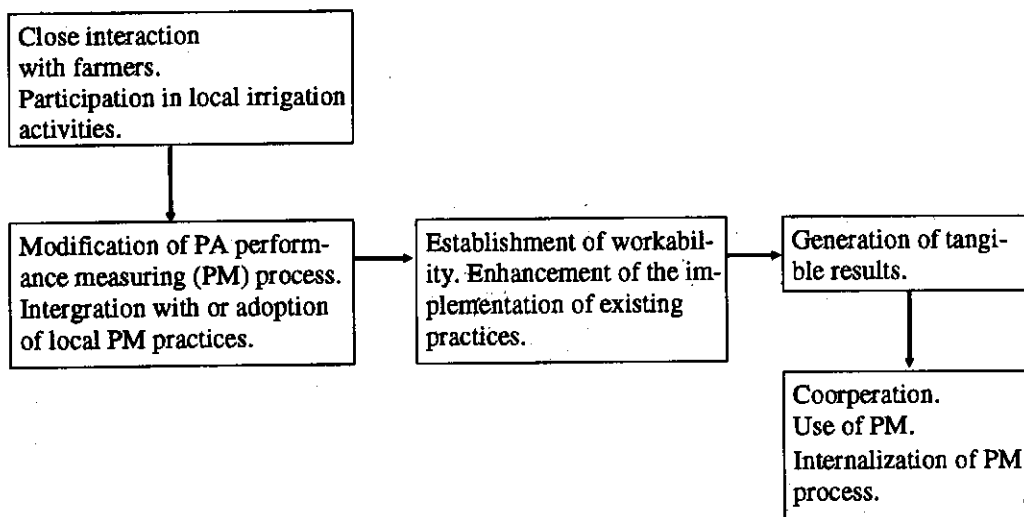 Close interaction
with farmers.
Participation in local irrigation
activities.
Modification of PA perform-
ance measuring (PM) process.
Intergration with or adoption
of local PM practices.
Establishment of workabil-
ity. Enhancement of the im-
plementation of existing
practices.
Generation of tangi-
ble results.
Coorperation.
Use of PM.
Internalization of PM
process.